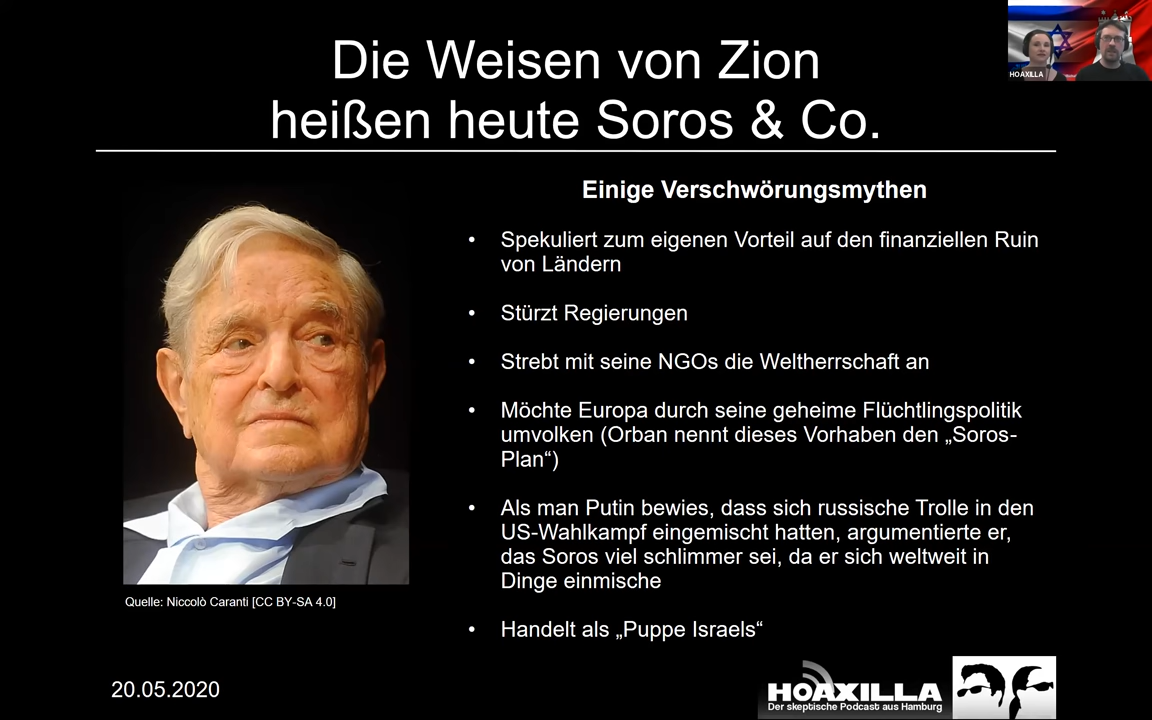 HOAXILLA
Die Weisen von Zion
heißen heute Soros & Co.
Einige Verschwörungsmythen
• Spekuliert zum eigenen Vorteil auf den finanziellen Ruin
von Ländern
• Stürzt Regierungen
• Strebt mit seine NGOs die Weltherrschaft an
• Möchte Europa durch seine geheime Flüchtlingspolitik
umvolken (Orban nennt dieses Vorhaben den „Soros-
Plan“)
• Als man Putin bewies, dass sich russische Trolle in den
US-Wahlkampf eingemischt hatten, argumentierte er,
das Soros viel schlimmer sei, da er sich weltweit in
Dinge einmische
• Handelt als „Puppe Israels“
Quelle: Niccolò Caranti [CC BY-SA 4.0]
20.05.2020
HOAXILLA
Der skeptische Podcast aus Hamburg